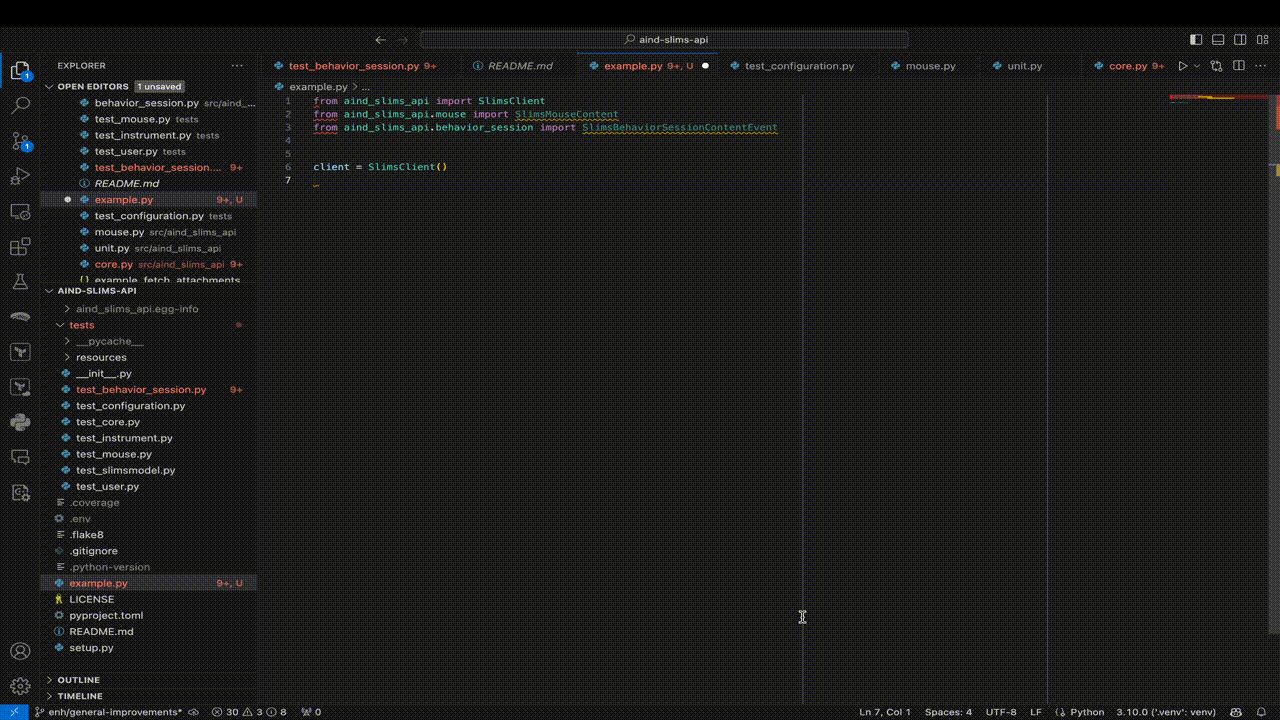 aind-slims-api
EXPLORER
OPEN EDITORS 1 unsaved
behavior_session.py src/aind_...
test_mouse.py tests
test_instrument.py tests
test_user.py tests
test_behavior_session.... 9+
README.md
example.py 9+, U
test_configuration.py tests
mouse.py src/aind_slims_api
unit.py src/aind_slims_api
core.py src/aind_slims_api 9+
example_fetch_attachments
AIND-SLIMS-API
aind_slims_api.egg-info
tests
__pycache__
resources
__init__.py
test_behavior_session.py 9+
test_configuration.py
test_core.py
test_instrument.py
test_mouse.py
test_slimsmodel.py
test_user.py
.coverage
.env
.flake8
.gitignore
.python-version
example.py 9+, U
LICENSE
pyproject.toml
README.md
setup.py
OUTLINE
TIMELINE
test_behavior_session.py 9+ README.md example.py 9+, U test_configuration.py mouse.py unit.py core.py 9+
example.py > ...
1 from aind_slims_api import SlimsClient
2 from aind_slims_api.mouse import SlimsMouseContent
3 from aind_slims_api.behavior_session import SlimsBehaviorSessionContentEvent
4
5
6 client = SlimsClient()
7
1
1
enh/general-improvements* 30 3 8 0 Ln 7, Col 1 Spaces: 4 UTF-8 LF Python 3.10.0 ('.venv': venv)